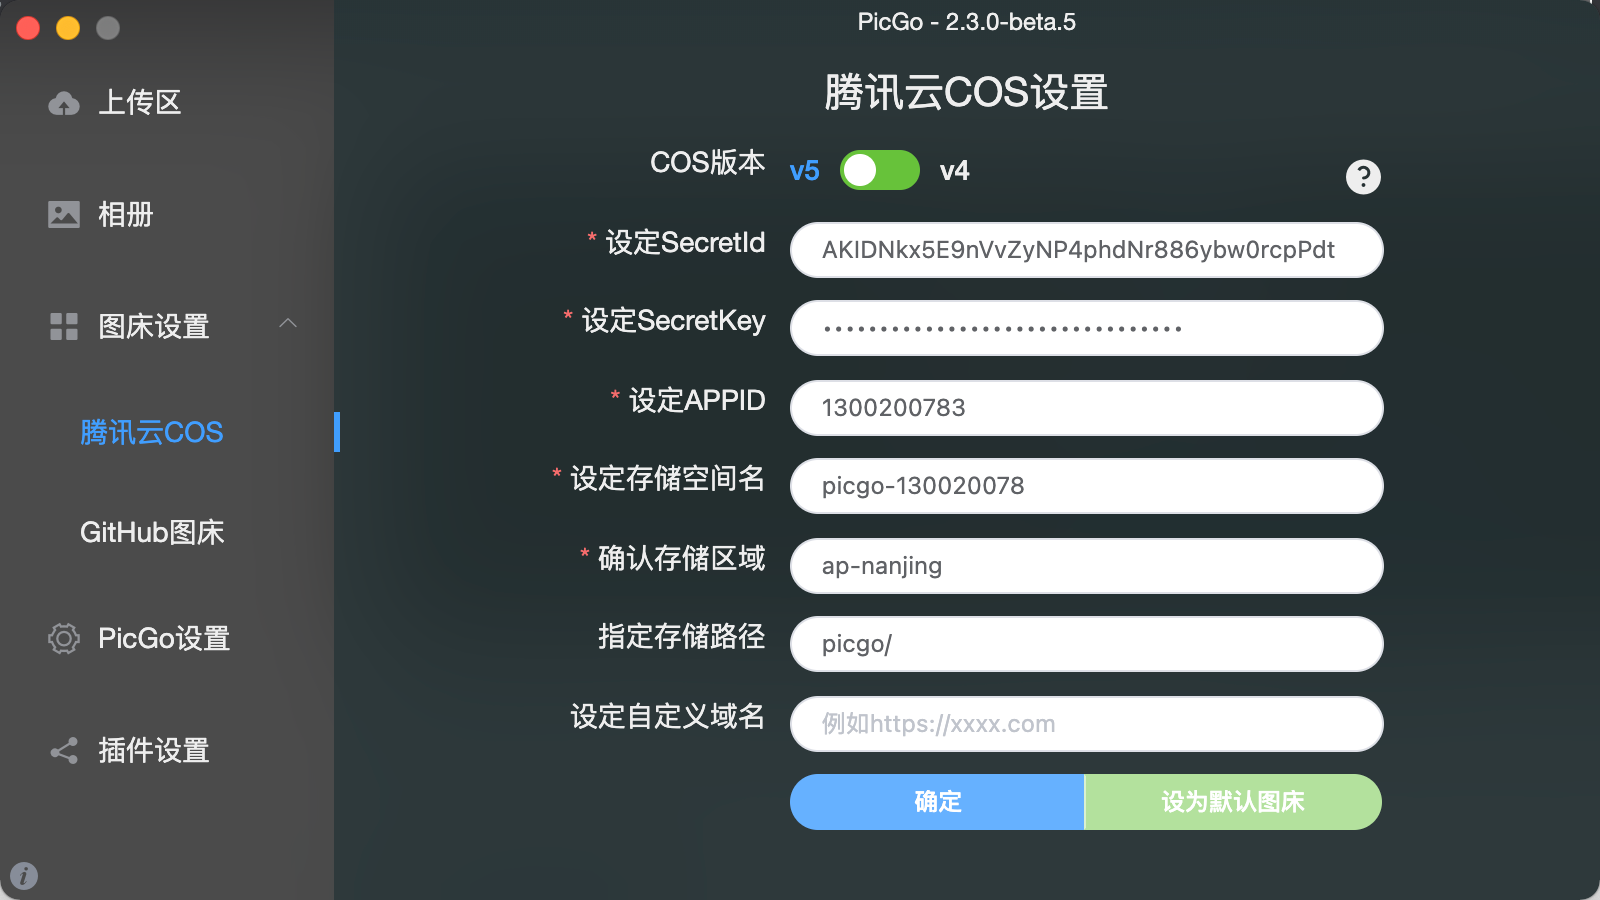 PicGo - 2.3.0-beta.5
上传区
相册
图床设置
腾讯云COS
GitHub图床
PicGo设置
插件设置
腾讯云COS设置
COS版本 v5 v4
* 设定SecretId AKIDNkx5E9nVvZyNP4phdNr886ybw0rcpPdt
* 设定SecretKey ••••••••••••••••••••••••••••••••
* 设定APPID 1300200783
* 设定存储空间名 picgo-130020078
* 确认存储区域 ap-nanjing
指定存储路径 picgo/
设定自定义域名 例如https://xxxx.com
确定 设为默认图床